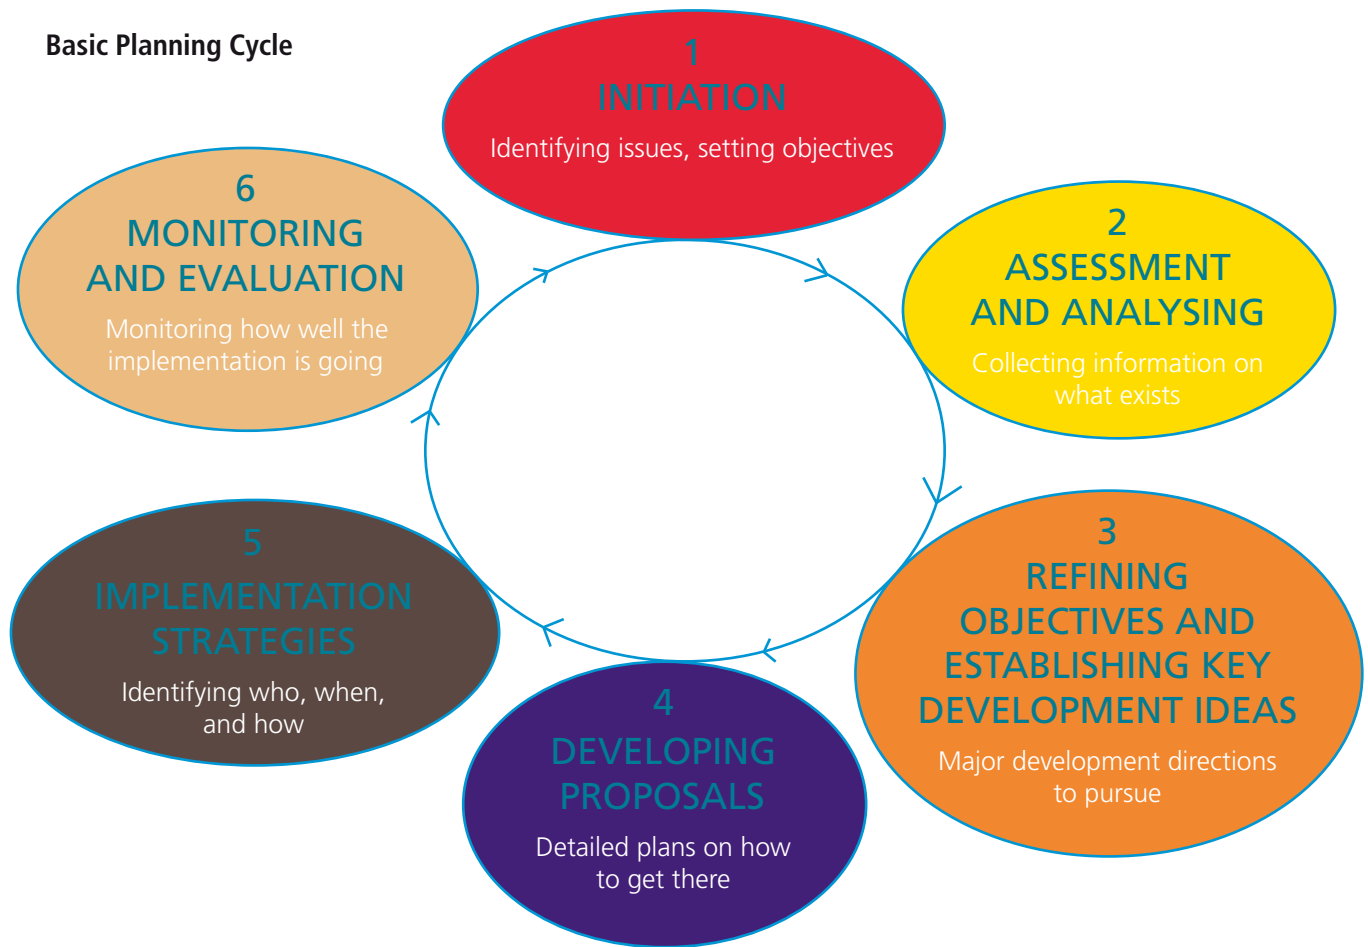 Basic Planning Cycle
1
INITIATION
Identifying issues, setting objectives
2
ASSESSMENT
AND ANALYSING
Collecting information on
what exists
3
REFINING
OBJECTIVES AND
ESTABLISHING KEY
DEVELOPMENT IDEAS
Major development directions
to pursue
4
DEVELOPING
PROPOSALS
Detailed plans on how
to get there
5
IMPLEMENTATION
STRATEGIES
Identifying who, when,
and how
6
MONITORING
AND EVALUATION
Monitoring how well the
implementation is going